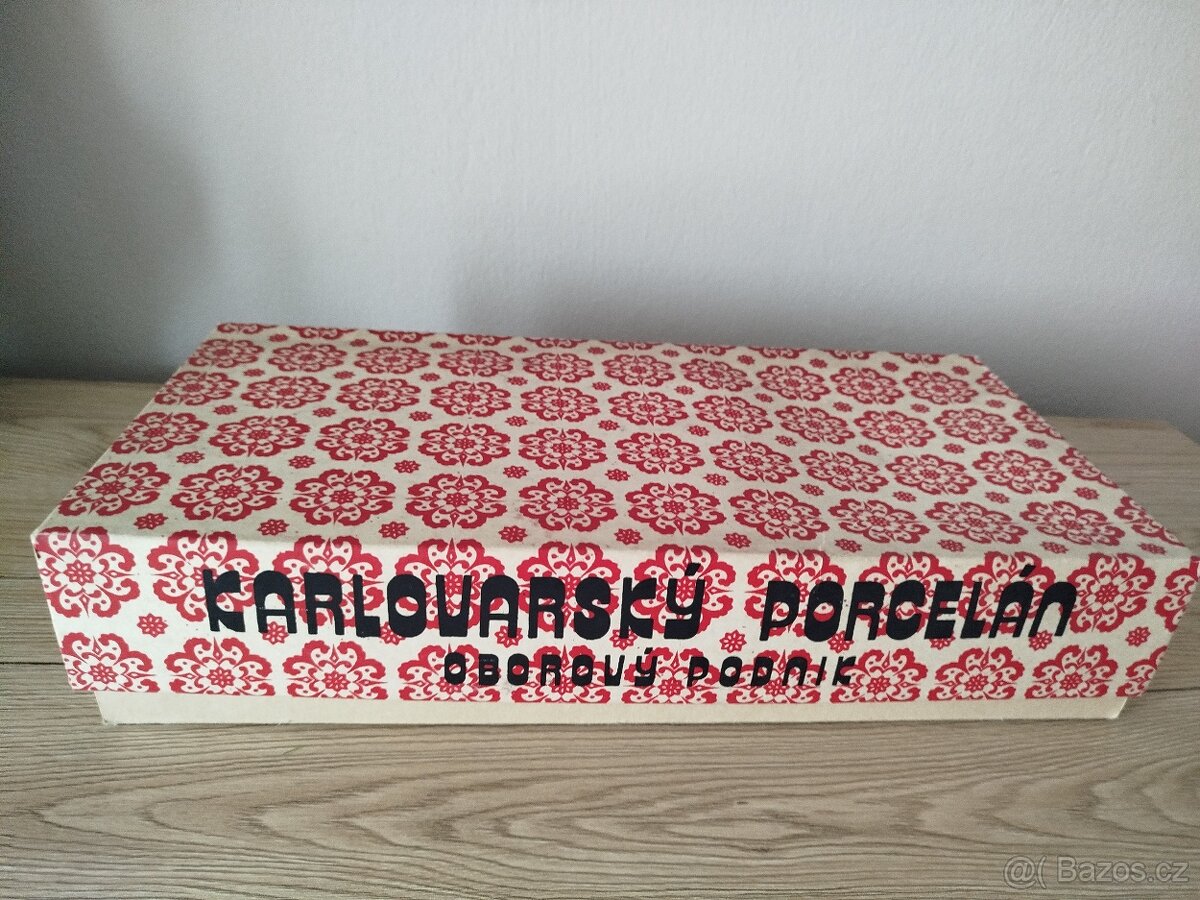 KARLOVARSKÝ PORCELÁN
OBOROVÝ PODNIK
@( Bazos.cz